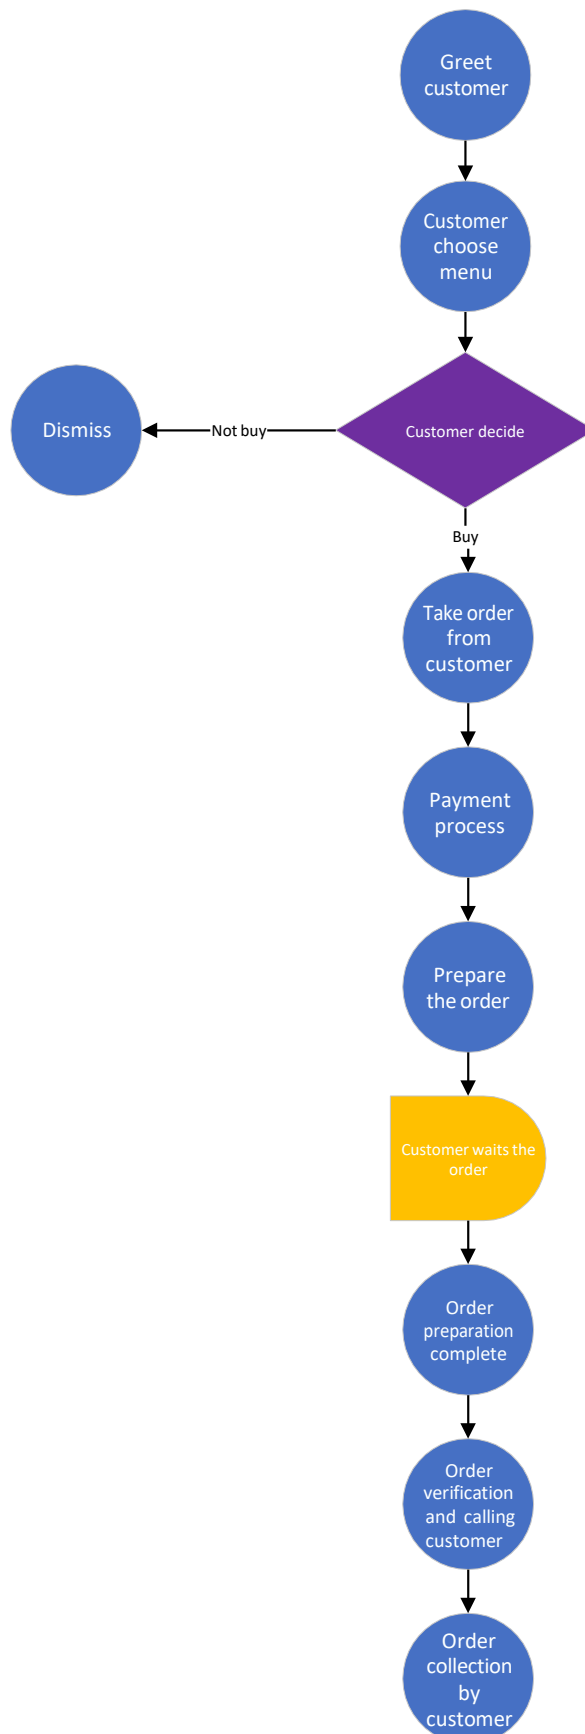 Greet
customer
Customer
choose
menu
Dismiss
Not buy
Customer decide
Buy
Take order
from
customer
Payment
process
Prepare
the order
Customer waits the
order
Order
preparation
complete
Order
verification
and calling
customer
Order
collection
by
customer